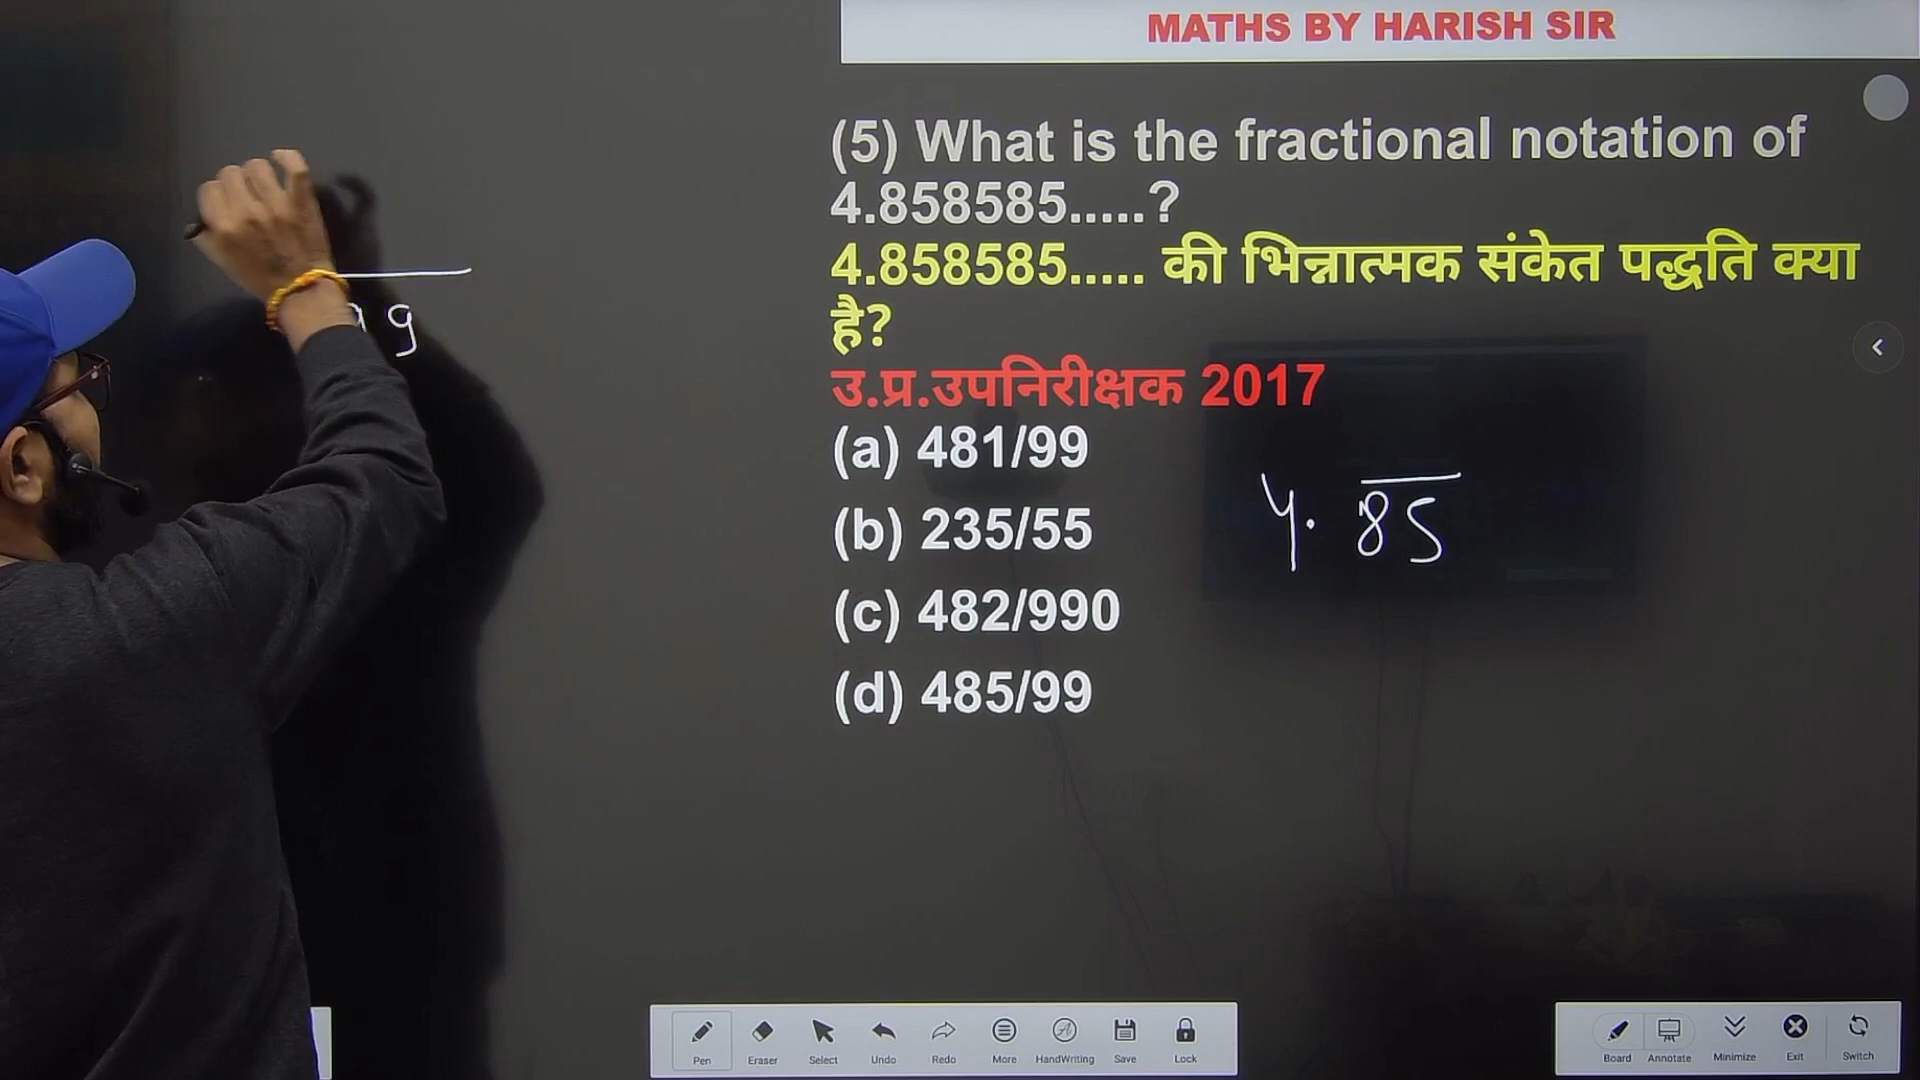 MATHS BY HARISH SIR
(5) What is the fractional notation of
4.858585.....?
4.858585..... की भिन्नात्मक संकेत पद्धति क्या
है?
उ.प्र.उपनिरीक्षक 2017
(a) 481/99
(b) 235/55
(c) 482/990
(d) 485/99
4. 85
99
Pen Eraser Select Undo Redo More HandWriting Save Lock
Board Annotate Minimize Exit Switch